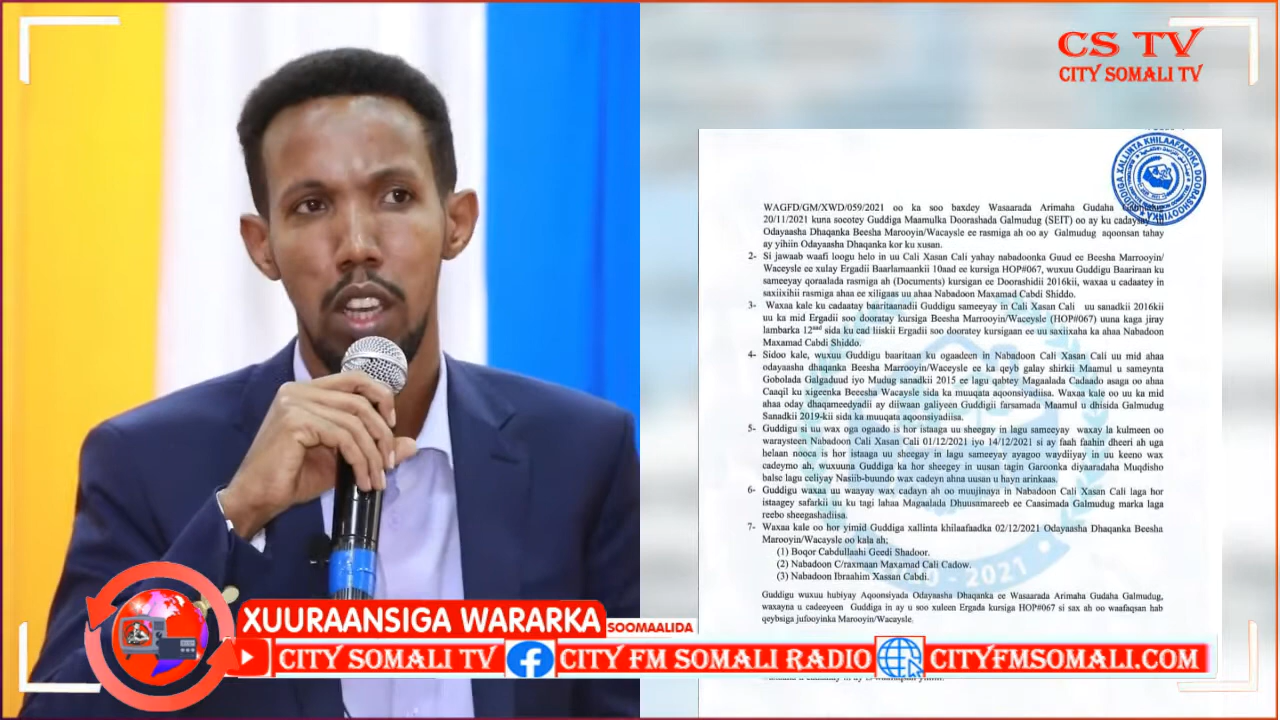 CS TV
CITY SOMALI TV
GUDDIGA XALLINTA KHILAAFAADKA DOORASHOOYINKA
WAGFD/GM/XWD/059/2021 oo ka soo baxdey Wasaarada Arimaha Gudaha
20/11/2021 kuna socotey Guddiga Maamulka Doorashada Galmudug (SEIT) oo ay ku cadaysay
Odayaasha Dhaqanka Beesha Marooyin/Wacaysle ee rasmiga ah oo ay Galmudug aqoonsan tahay
ay yihiin Odayaasha Dhaqanka kor ku xusan.
2- Si jawaab waafi loogu helo in uu Cali Xasan Cali yahay nabadoonka Guud ee Beesha Marrooyin/
Waceysle ee xulay Ergadii Baarlamaankii 10aad ee kursiga HOP#067, wuxuu Guddigu Baariraan ku
sameeyay qoraalada rasmiga ah (Documents) kursigan ee Doorashidii 2016kii, waxaa u cadaatey in
saxiixihii rasmiga ahaa ee xiligaas uu ahaa Nabadoon Maxamad Cabdi Shiddo.
3- Waxaa kale ku cadaatay baaritaanadii Guddigu sameeyay in Cali Xasan Cali uu sanadkii 2016kii
uu ka mid Ergadii soo dooratay kursiga Beesha Marrooyin/Waceysle (HOP#067) uuna kaga jiray
lambarka 12aad sida ku cad liiskii Ergadii soo dooratey kursigaan ee uu saxiixaha ka ahaa Nabadoon
Maxamad Cabdi Shiddo.
4- Sidoo kale, wuxuu Guddigu baaritaan ku ogaadeen in Nabadoon Cali Xasan Cali uu mid ahaa
odayaasha dhaqanka Beesha Marrooyin/Waceysle ee ka qeyb galay shirkii Maamul u sameynta
Gobolada Galgaduud iyo Mudug sanadkii 2015 ee lagu qabtey Magaalada Cadaado asaga oo ahaa
Caaqil ku xigeenka Beeesha Wacaysle sida ka muuqata aqoonsiyadiisa. Waxaa kale oo uu ka mid
ahaa oday dhaqameedyadii ay diiwaan galiyeen Guddigii farsamada Maamul u dhisida Galmudug
Sanadkii 2019-kii sida ka muuqata aqoonsiyadiisa.
5- Guddigu si uu wax oga ogaado is hor istaaga uu sheegay in lagu sameeyay waxay la kulmeen oo
waraysteen Nabadoon Cali Xasan Cali 01/12/2021 iyo 14/12/2021 si ay faah faahin dheeri ah uga
helaan nooca is hor istaaga uu sheegay in lagu sameeyay ayagoo waydiiyay in uu keeno wax
cadeymo ah, wuxuuna Guddiga ka hor sheegey in uusan tagin Garoonka diyaaradaha Muqdisho
balse lagu celiyay Nasiib-buundo wax cadeyn ahna uusan u hayn arinkaas.
6- Guddigu waxaa uu waayay wax cadayn ah oo muujinaya in Nabadoon Cali Xasan Cali laga hor
istaagey safarkii uu ku tagi lahaa Magaalada Dhuusamareeb ee Caasimada Galmudug marka laga
reebo sheegashadiisa.
7- Waxaa kale oo hor yimid Guddiga xallinta khilaafaadka 02/12/2021 Odayaasha Dhaqanka Beesha
Marooyin/Wacaysle oo kala ah;
(1) Boqor Cabdullaahi Geedi Shadoor.
(2) Nabadoon C/raxmaan Maxamad Cali Cadow.
(3) Nabadoon Ibraahim Xassan Cabdi.
- 2021
Guddigu wuxuu hubiyay Aqoonsiyada Odayaasha Dhaqanka ee Wasaarada Arimaha Gudaha Galmudug,
waxayna u cadeeyeen Guddiga in ay u soo xuleen Ergada kursiga HOP#067 si sax ah oo waafaqsan hab
qeybsiga jufooyinka Marooyin/Wacaysle.
XUURAANSIGA WARARKA
SOOMAALIDA
CITY SOMALI TV
CITY FM SOMALI RADIO
CITYFMSOMALI.COM